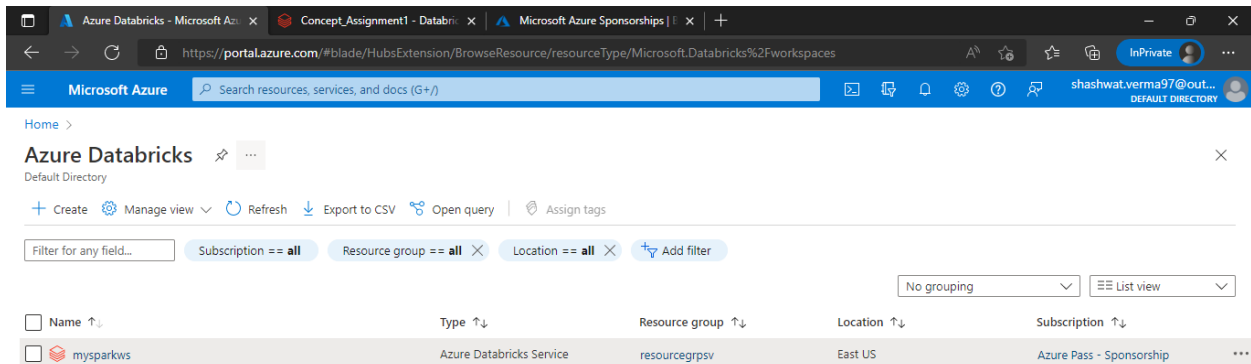 Azure Databricks - Microsoft Azu
Concept_Assignment1 - Databric
Microsoft Azure Sponsorships | E
https://portal.azure.com/#blade/HubsExtension/BrowseResource/resourceType/Microsoft.Databricks%2Fworkspaces
InPrivate
Microsoft Azure
Search resources, services, and docs (G+/)
shashwat.verma97@out...
DEFAULT DIRECTORY
Home >
Azure Databricks
Default Directory
Create Manage view Refresh Export to CSV Open query Assign tags
Filter for any field... Subscription == all Resource group == all Location == all Add filter
No grouping List view
Name Type Resource group Location Subscription
mysparkws Azure Databricks Service resourcegrpsv East US Azure Pass - Sponsorship